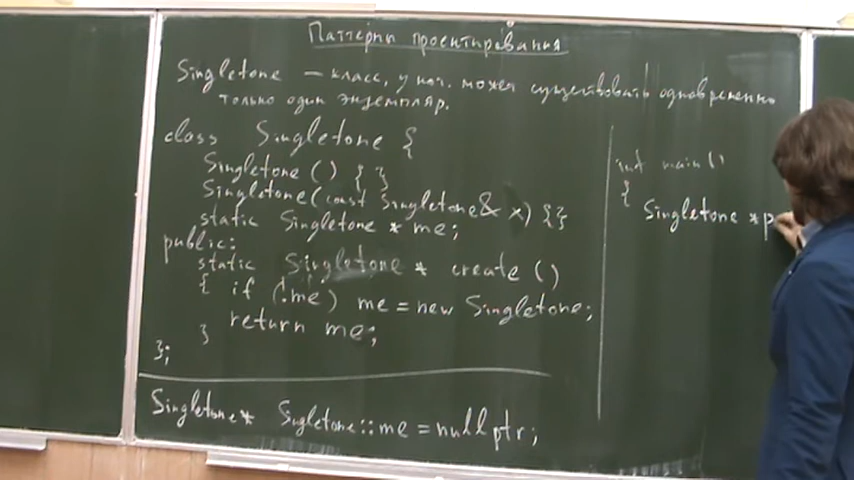 Паттерны проектирования
Singletone — класс, у кот. может существовать одновременно
только один экземпляр.
class Singletone {
Singletone () { }
Singletone (const Singletone& x) {}
static Singletone * me;
public:
static Singletone * create ()
{ if (!me) me = new Singletone;
return me;
}
};
Singletone* Singletone::me = nullptr;
int main ()
{
Singletone *p